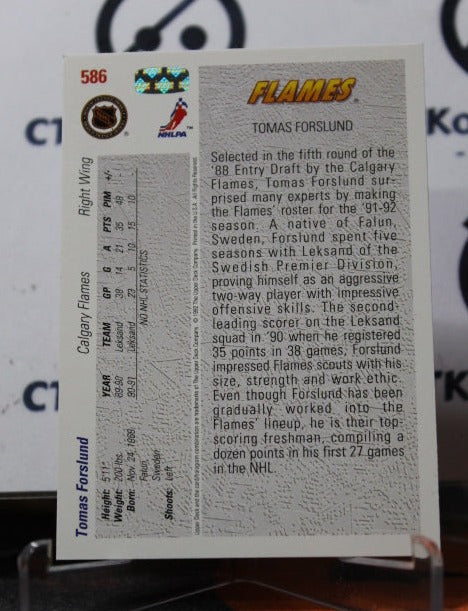 586
FLAMES
TOMAS FORSLUND
NHLPA
Selected in the fifth round of the
'88 Entry Draft by the Calgary
Flames, Tomas Forslund sur-
prised many experts by making
the Flames' roster for the '91-92
season. A native of Falun,
Sweden, Forslund spent five
seasons with Leksand of the
Swedish Premier Division,
proving himself as an aggressive
two-way player with impressive
offensive skills. The second-
leading scorer on the Leksand
squad in '90 when he registered
35 points in 38 games, Forslund
impressed Flames scouts with his
size, strength and work ethic.
Even though Forslund has been
gradually worked into the
Flames' lineup, he is their top-
scoring freshman, compiling a
dozen points in his first 27 games
in the NHL.
Tomas Forslund Calgary Flames Right Wing
Height: 5'11"
Weight: 200 lbs.
Born: Nov. 24, 1968
Falun,
Sweden
Shoots: Left
YEAR TEAM GP G A PTS PIM +/-
89-90 Leksand 38 14 21 35 48 -
90-91 Leksand 23 5 10 15 10 -
NO NHL STATISTICS